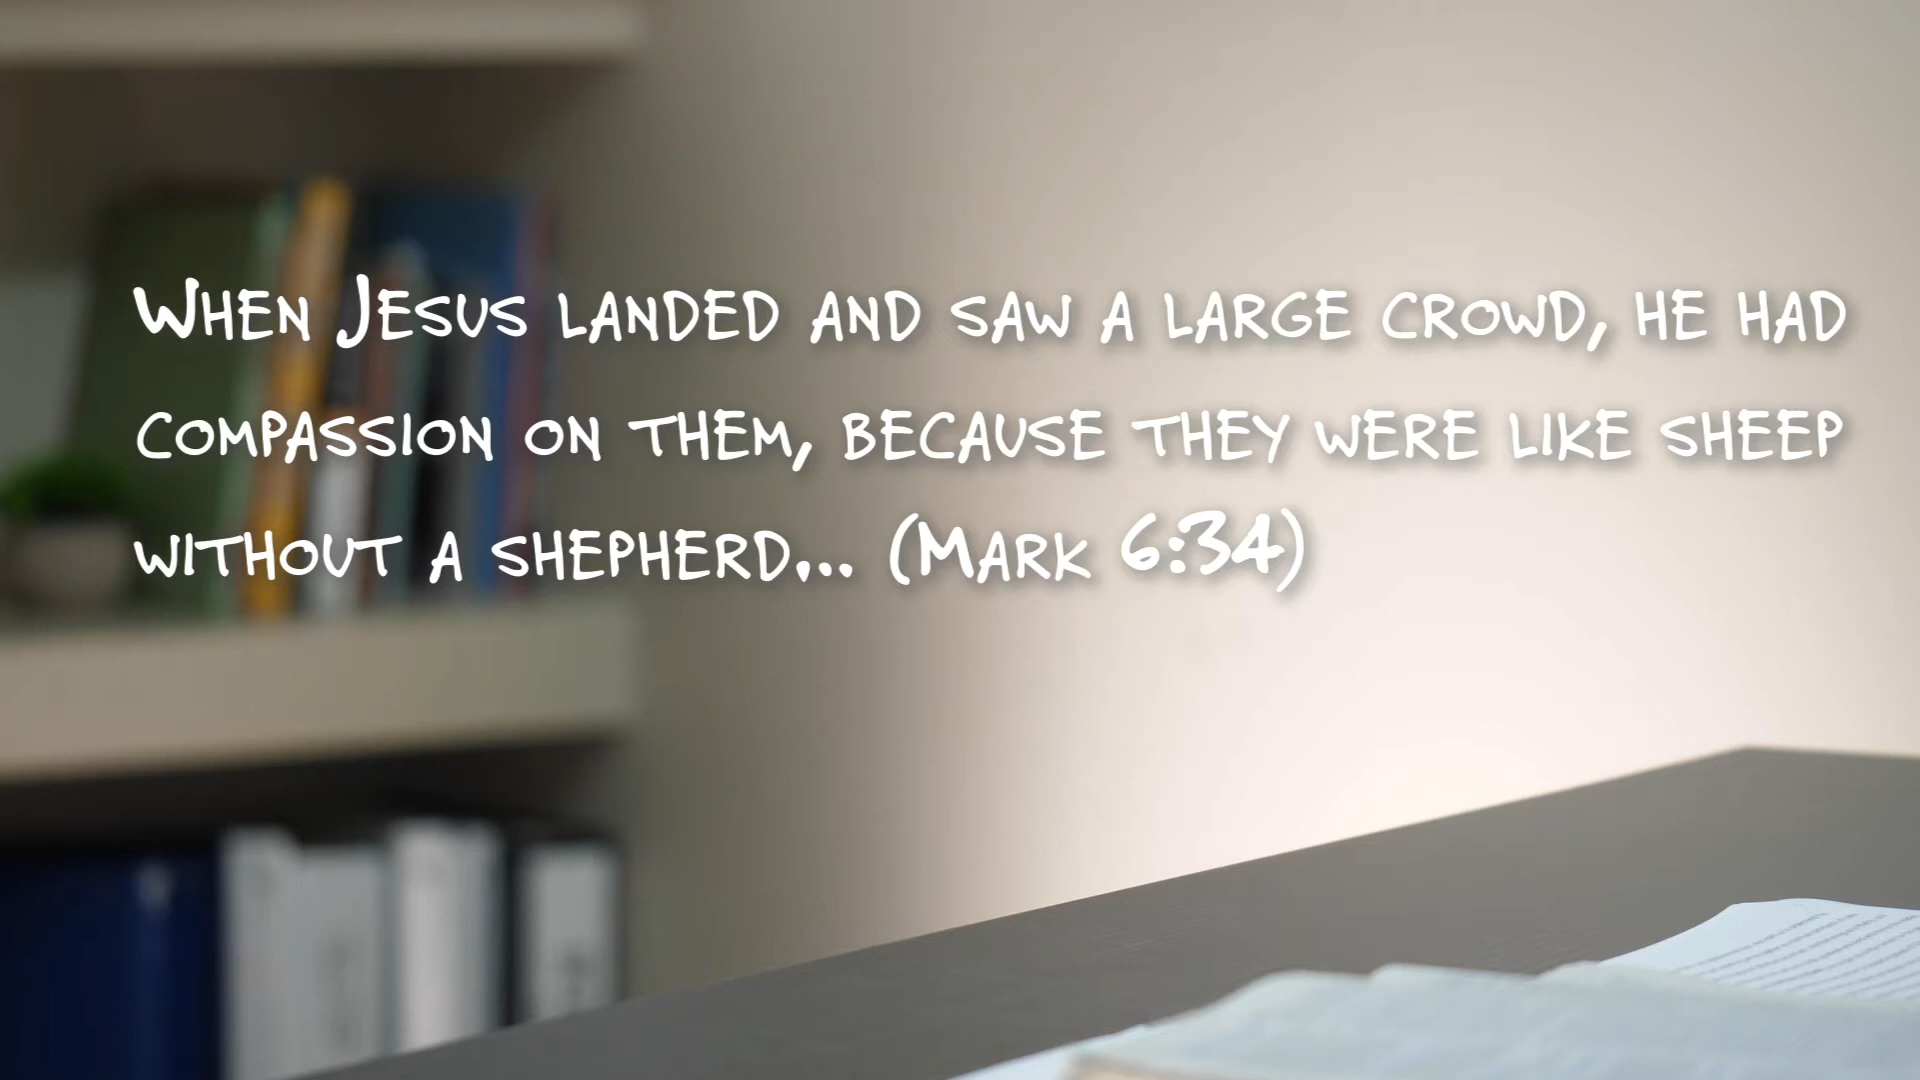 When Jesus landed and saw a large crowd, he had
compassion on them, because they were like sheep
without a shepherd... (Mark 6:34)